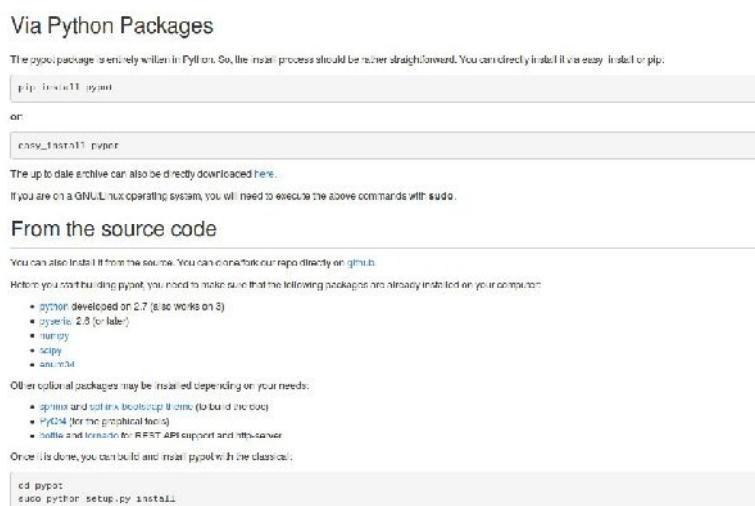 Via Python Packages
The pypot package is entirely written in Python. So, the install process should be rather straightforward. You can directly install it via easy_install or pip:
pip install pypot
or:
easy_install pypot
The up to date archive can also be directly downloaded here.
If you are on a GNU/Linux operating system, you will need to execute the above commands with sudo.
From the source code
You can also install it from the source. You can clone/fork our repo directly on github.
Before you start building pypot, you need to make sure that the following packages are already installed on your computer:
• python developed on 2.7 (also works on 3)
• pyserial 2.6 (or later)
• numpy
• scipy
• enum34
Other optional packages may be installed depending on your needs:
• sphinx and sphinx-bootstrap-theme (to build the doc)
• PyQt4 (for the graphical tools)
• bottle and tornado for REST API support and http-server
Once it is done, you can build and install pypot with the classical:
cd pypot
sudo python setup.py install